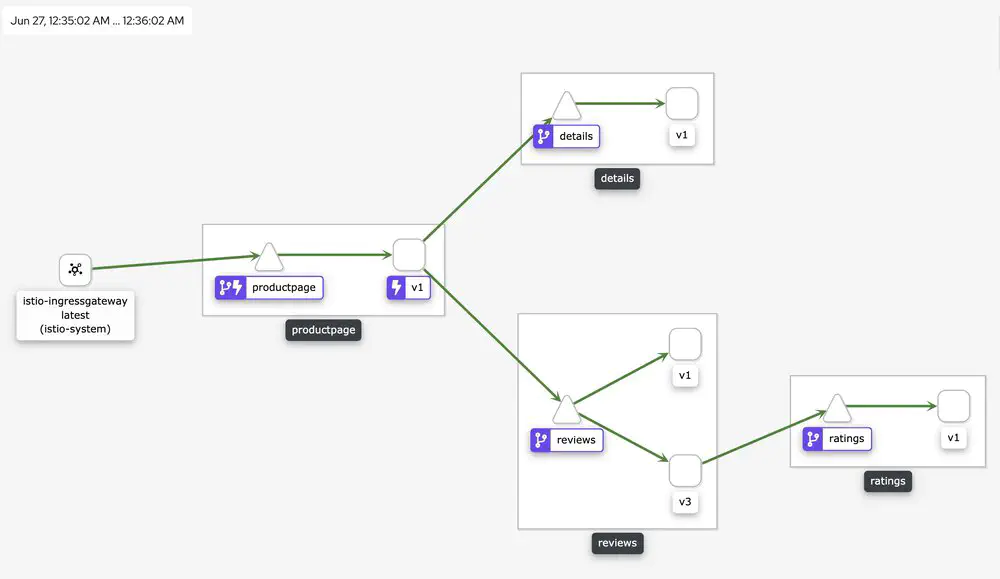 Jun 27, 12:35:02 AM ... 12:36:02 AM
details
v1
details
istio-ingressgateway
latest
(istio-system)
productpage
v1
productpage
v1
reviews
v3
reviews
ratings
v1
ratings